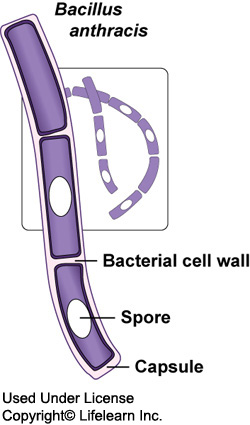 Bacillus
anthracis
Bacterial cell wall
Spore
Capsule
Used Under License
Copyright© Lifelearn Inc.